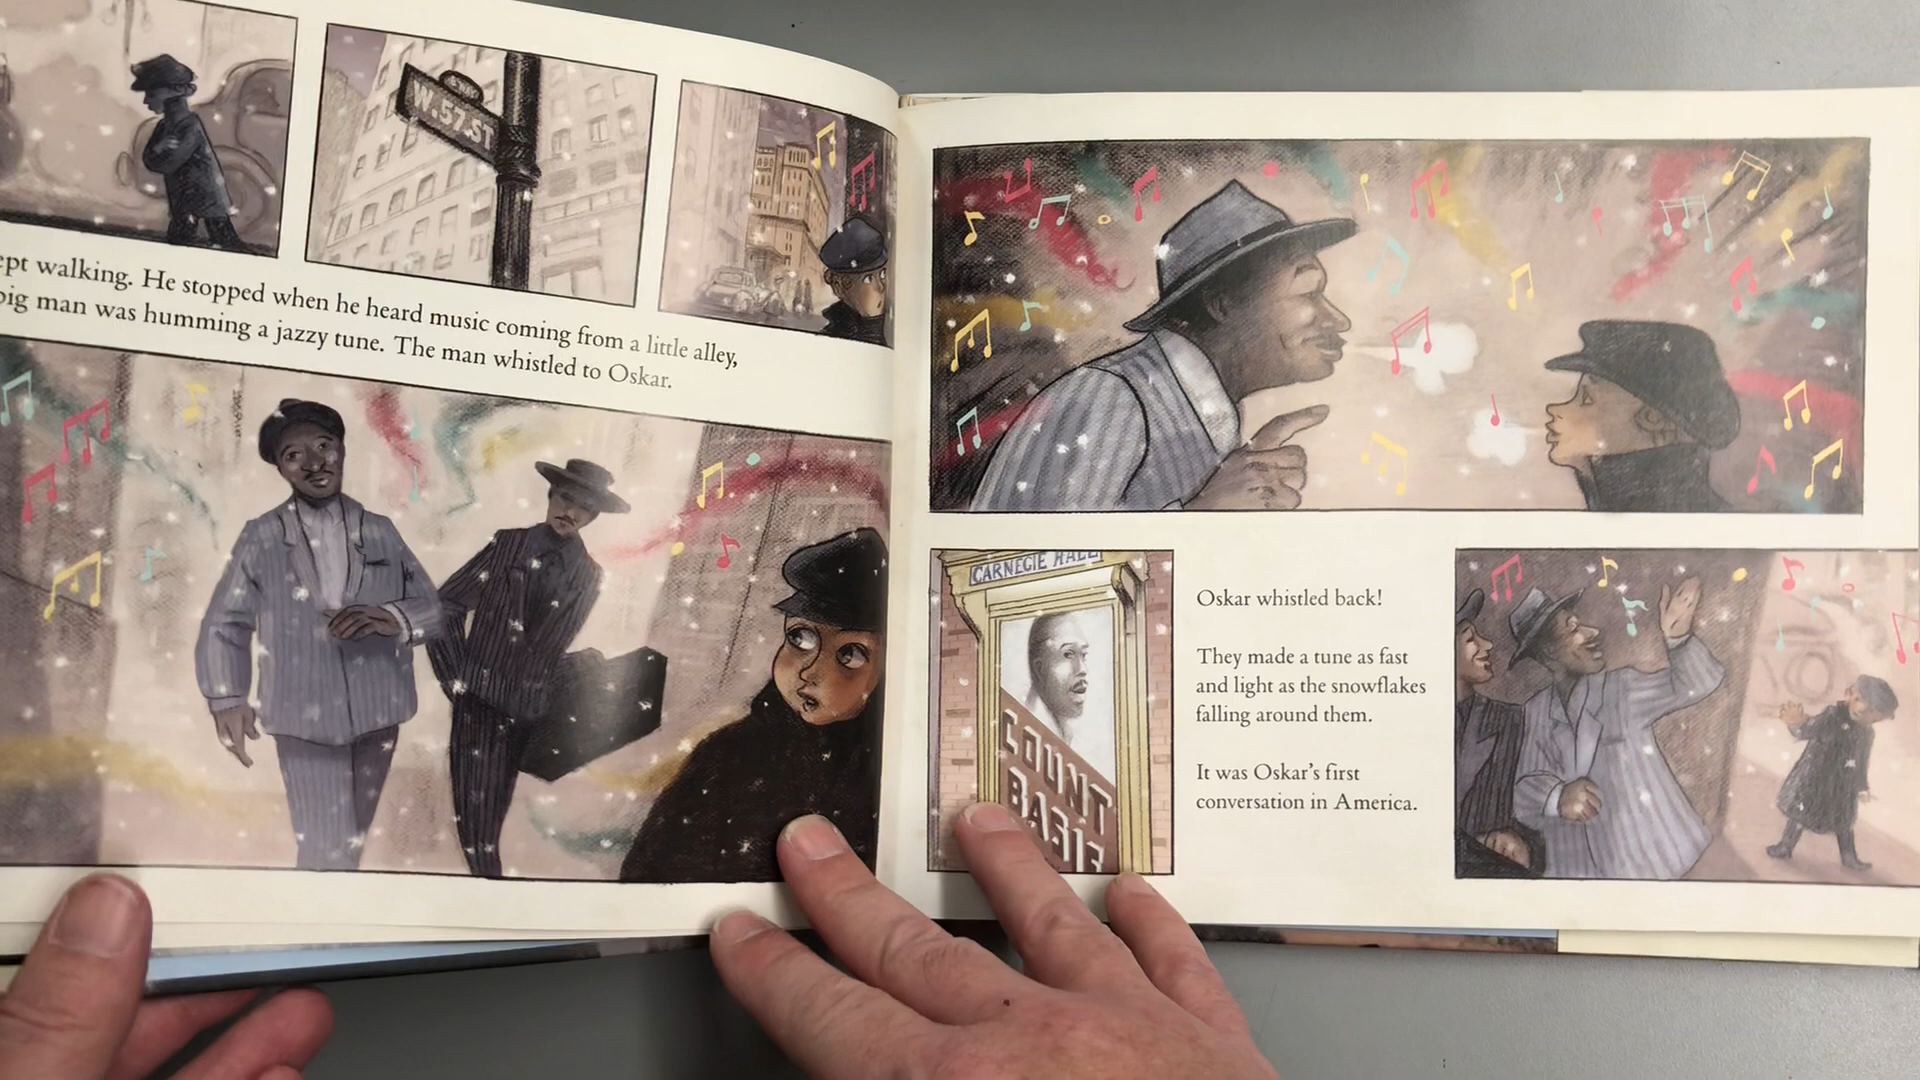 W. 57. ST
ept walking. He stopped when he heard music coming from a little alley,
big man was humming a jazzy tune. The man whistled to Oskar.
CARNEGIE HALL
COUNT
BASIE
Oskar whistled back!
They made a tune as fast
and light as the snowflakes
falling around them.
It was Oskar's first
conversation in America.